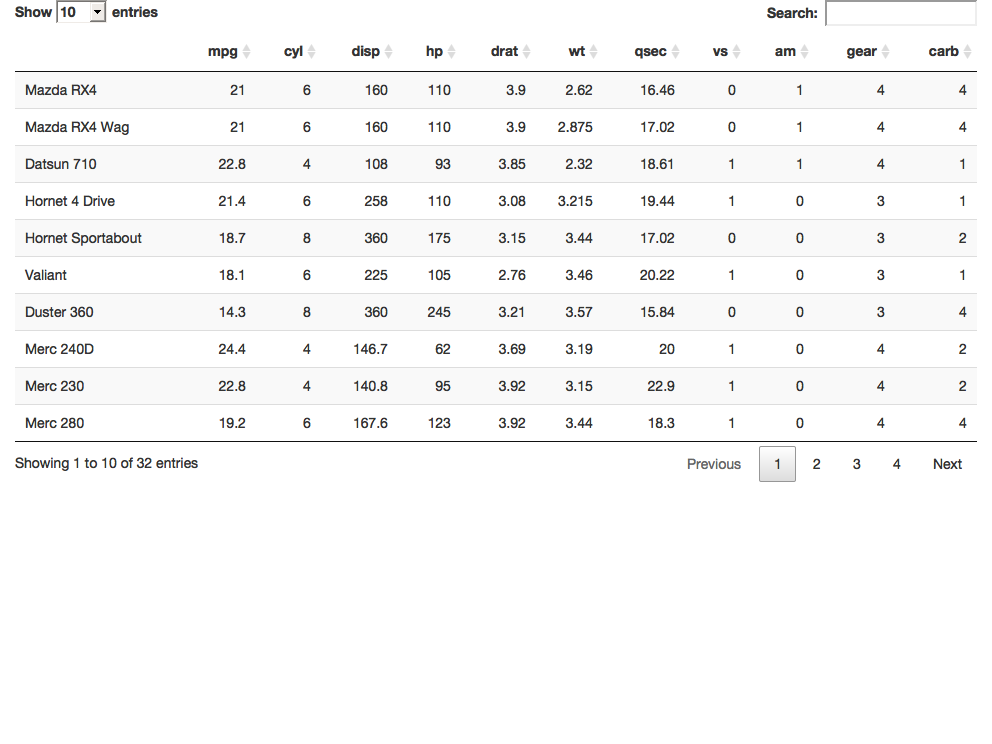 Show 10 entries Search:
mpg cyl disp hp drat wt qsec vs am gear carb
Mazda RX4 21 6 160 110 3.9 2.62 16.46 0 1 4 4
Mazda RX4 Wag 21 6 160 110 3.9 2.875 17.02 0 1 4 4
Datsun 710 22.8 4 108 93 3.85 2.32 18.61 1 1 4 1
Hornet 4 Drive 21.4 6 258 110 3.08 3.215 19.44 1 0 3 1
Hornet Sportabout 18.7 8 360 175 3.15 3.44 17.02 0 0 3 2
Valiant 18.1 6 225 105 2.76 3.46 20.22 1 0 3 1
Duster 360 14.3 8 360 245 3.21 3.57 15.84 0 0 3 4
Merc 240D 24.4 4 146.7 62 3.69 3.19 20 1 0 4 2
Merc 230 22.8 4 140.8 95 3.92 3.15 22.9 1 0 4 2
Merc 280 19.2 6 167.6 123 3.92 3.44 18.3 1 0 4 4
Showing 1 to 10 of 32 entries Previous 1 2 3 4 Next